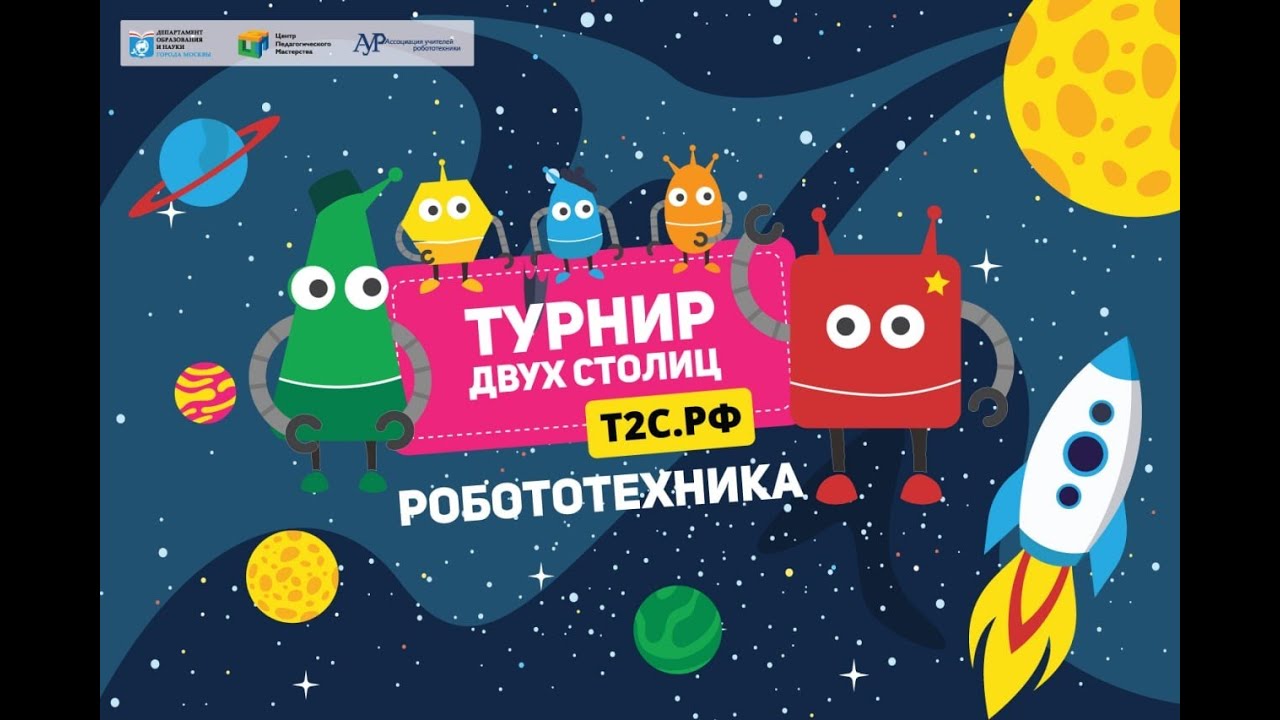 ДЕПАРТАМЕНТ
ОБРАЗОВАНИЯ
И НАУКИ
ГОРОДА МОСКВЫ
Центр
Педагогического
Мастерства
АУР Ассоциация учителей
робототехники
ТУРНИР
ДВУХ СТОЛИЦ
Т2С.РФ
РОБОТОТЕХНИКА